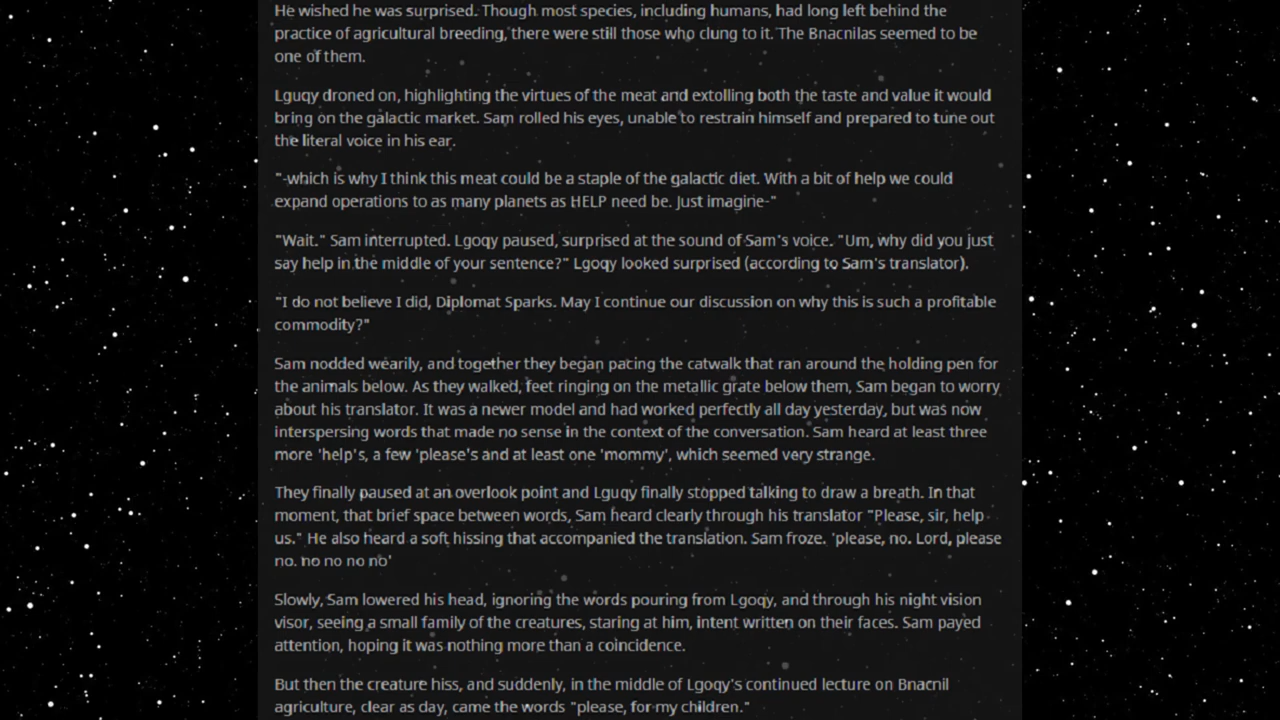 He wished he was surprised. Though most species, including humans, had long left behind the
practice of agricultural breeding, there were still those who clung to it. The Bnacnilas seemed to be
one of them.
Lguqy droned on, highlighting the virtues of the meat and extolling both the taste and value it would
bring on the galactic market. Sam rolled his eyes, unable to restrain himself and prepared to tune out
the literal voice in his ear.
"-which is why I think this meat could be a staple of the galactic diet. With a bit of help we could
expand operations to as many planets as HELP need be. Just imagine-"
"Wait." Sam interrupted. Lgoqy paused, surprised at the sound of Sam's voice. "Um, why did you just
say help in the middle of your sentence?" Lgoqy looked surprised (according to Sam's translator).
"I do not believe I did, Diplomat Sparks. May I continue our discussion on why this is such a profitable
commodity?"
Sam nodded wearily, and together they began pacing the catwalk that ran around the holding pen for
the animals below. As they walked, feet ringing on the metallic grate below them, Sam began to worry
about his translator. It was a newer model and had worked perfectly all day yesterday, but was now
interspersing words that made no sense in the context of the conversation. Sam heard at least three
more 'help's, a few 'please's and at least one 'mommy', which seemed very strange.
They finally paused at an overlook point and Lguqy finally stopped talking to draw a breath. In that
moment, that brief space between words, Sam heard clearly through his translator "Please, sir, help
us." He also heard a soft hissing that accompanied the translation. Sam froze. 'please, no. Lord, please
no. no no no no'
Slowly, Sam lowered his head, ignoring the words pouring from Lgoqy, and through his night vision
visor, seeing a small family of the creatures, staring at him, intent written on their faces. Sam payed
attention, hoping it was nothing more than a coincidence.
But then the creature hiss, and suddenly, in the middle of Lgoqy's continued lecture on Bnacnil
agriculture, clear as day, came the words "please, for my children."